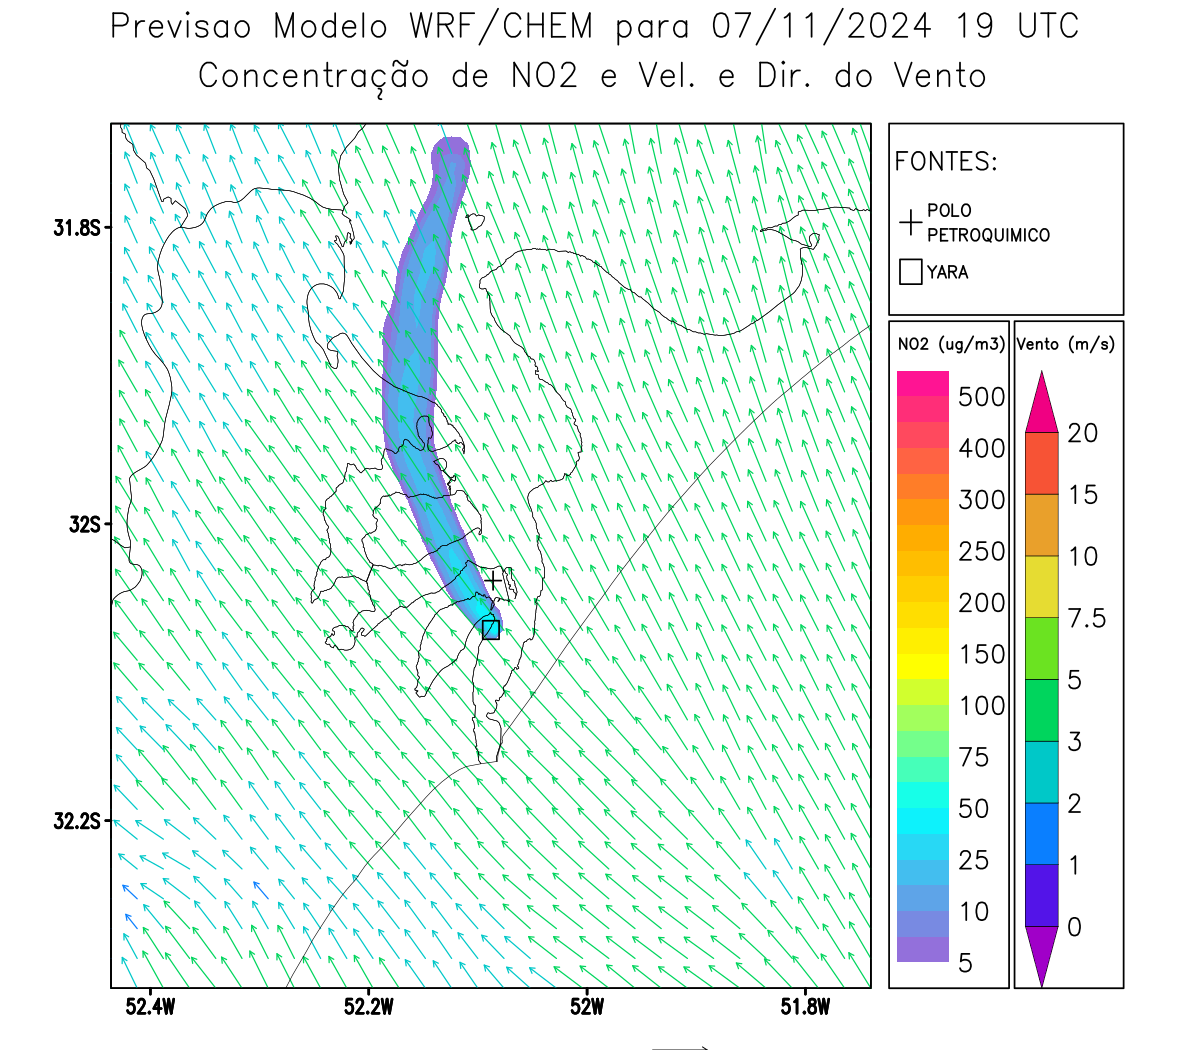 Previsao Modelo WRF/CHEM para 07/11/2024 19 UTC
Concentração de NO2 e Vel. e Dir. do Vento
FONTES:
POLO
PETROQUIMICO
YARA
NO2 (ug/m3)
500
400
300
250
200
150
100
75
50
25
10
5
Vento (m/s)
20
15
10
7.5
5
3
2
1
0
31.8S
32S
32.2S
52.4W 52.2W 52W 51.8W